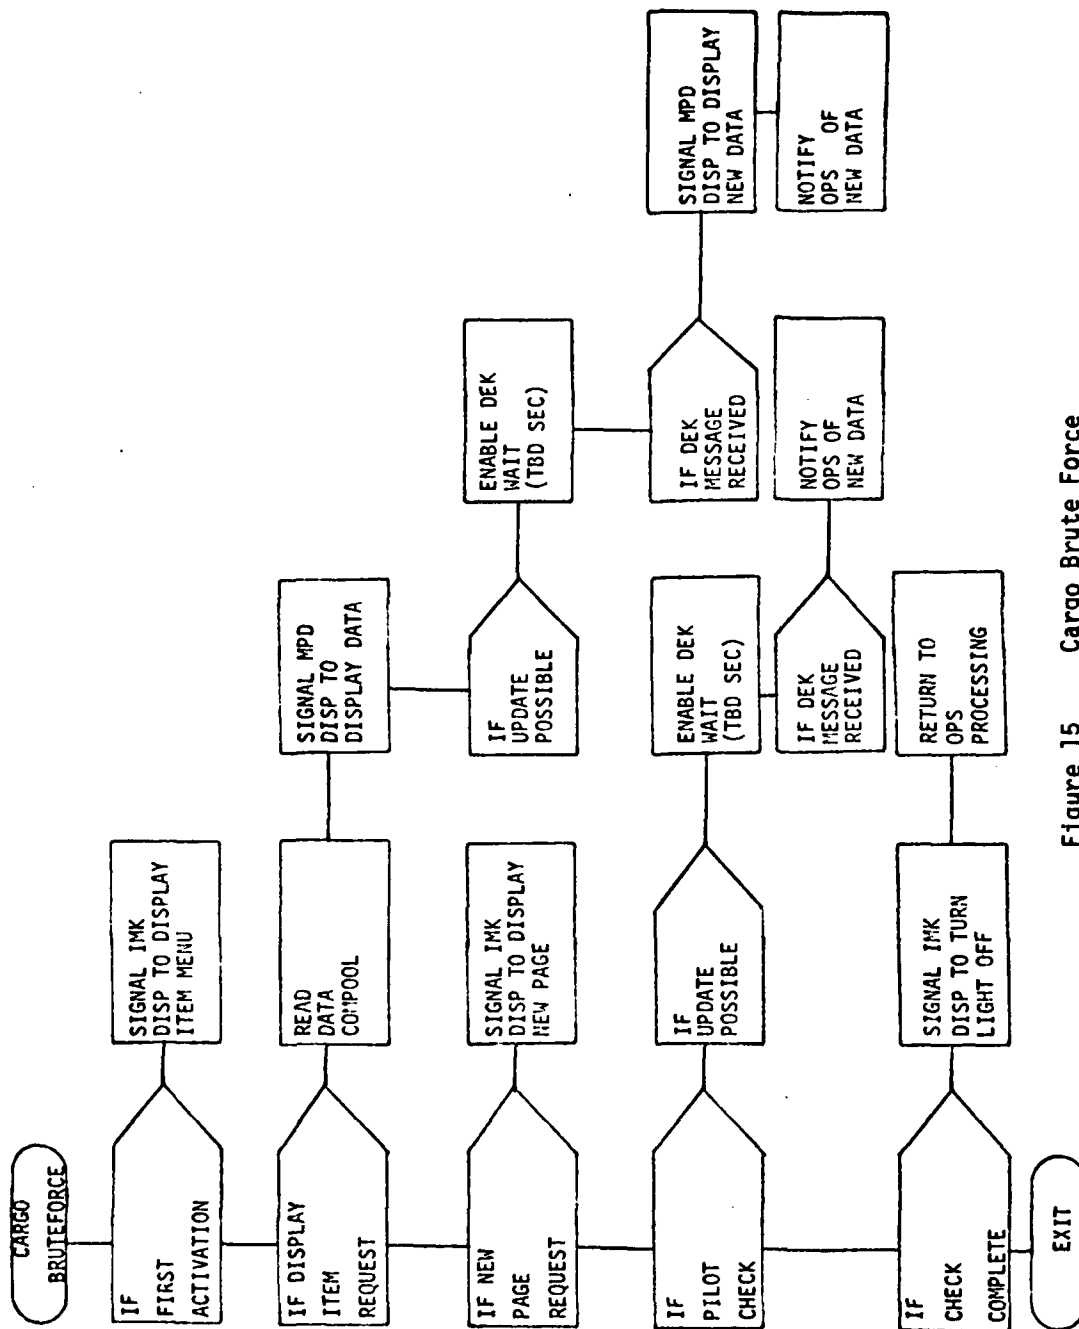 CARGO
BRUTEFORCE
IF
FIRST
ACTIVATION
SIGNAL IMK
DISP TO DISPLAY
ITEM MENU
IF DISPLAY
ITEM
REQUEST
READ
DATA
COMPOOL
SIGNAL MPD
DISP TO
DISPLAY DATA
IF
UPDATE
POSSIBLE
ENABLE DEK
WAIT
(TBD SEC)
IF DEK
MESSAGE
RECEIVED
SIGNAL MPD
DISP TO DISPLAY
NEW DATA
NOTIFY
OPS OF
NEW DATA
IF NEW
PAGE
REQUEST
SIGNAL IMK
DISP TO DISPLAY
NEW PAGE
IF
PILOT
CHECK
IF
UPDATE
POSSIBLE
ENABLE DEK
WAIT
(TBD SEC)
IF DEK
MESSAGE
RECEIVED
NOTIFY
OPS OF
NEW DATA
IF
CHECK
COMPLETE
SIGNAL IMK
DISP TO TURN
LIGHT OFF
RETURN TO
OPS
PROCESSING
EXIT
Figure 15 Cargo Brute Force